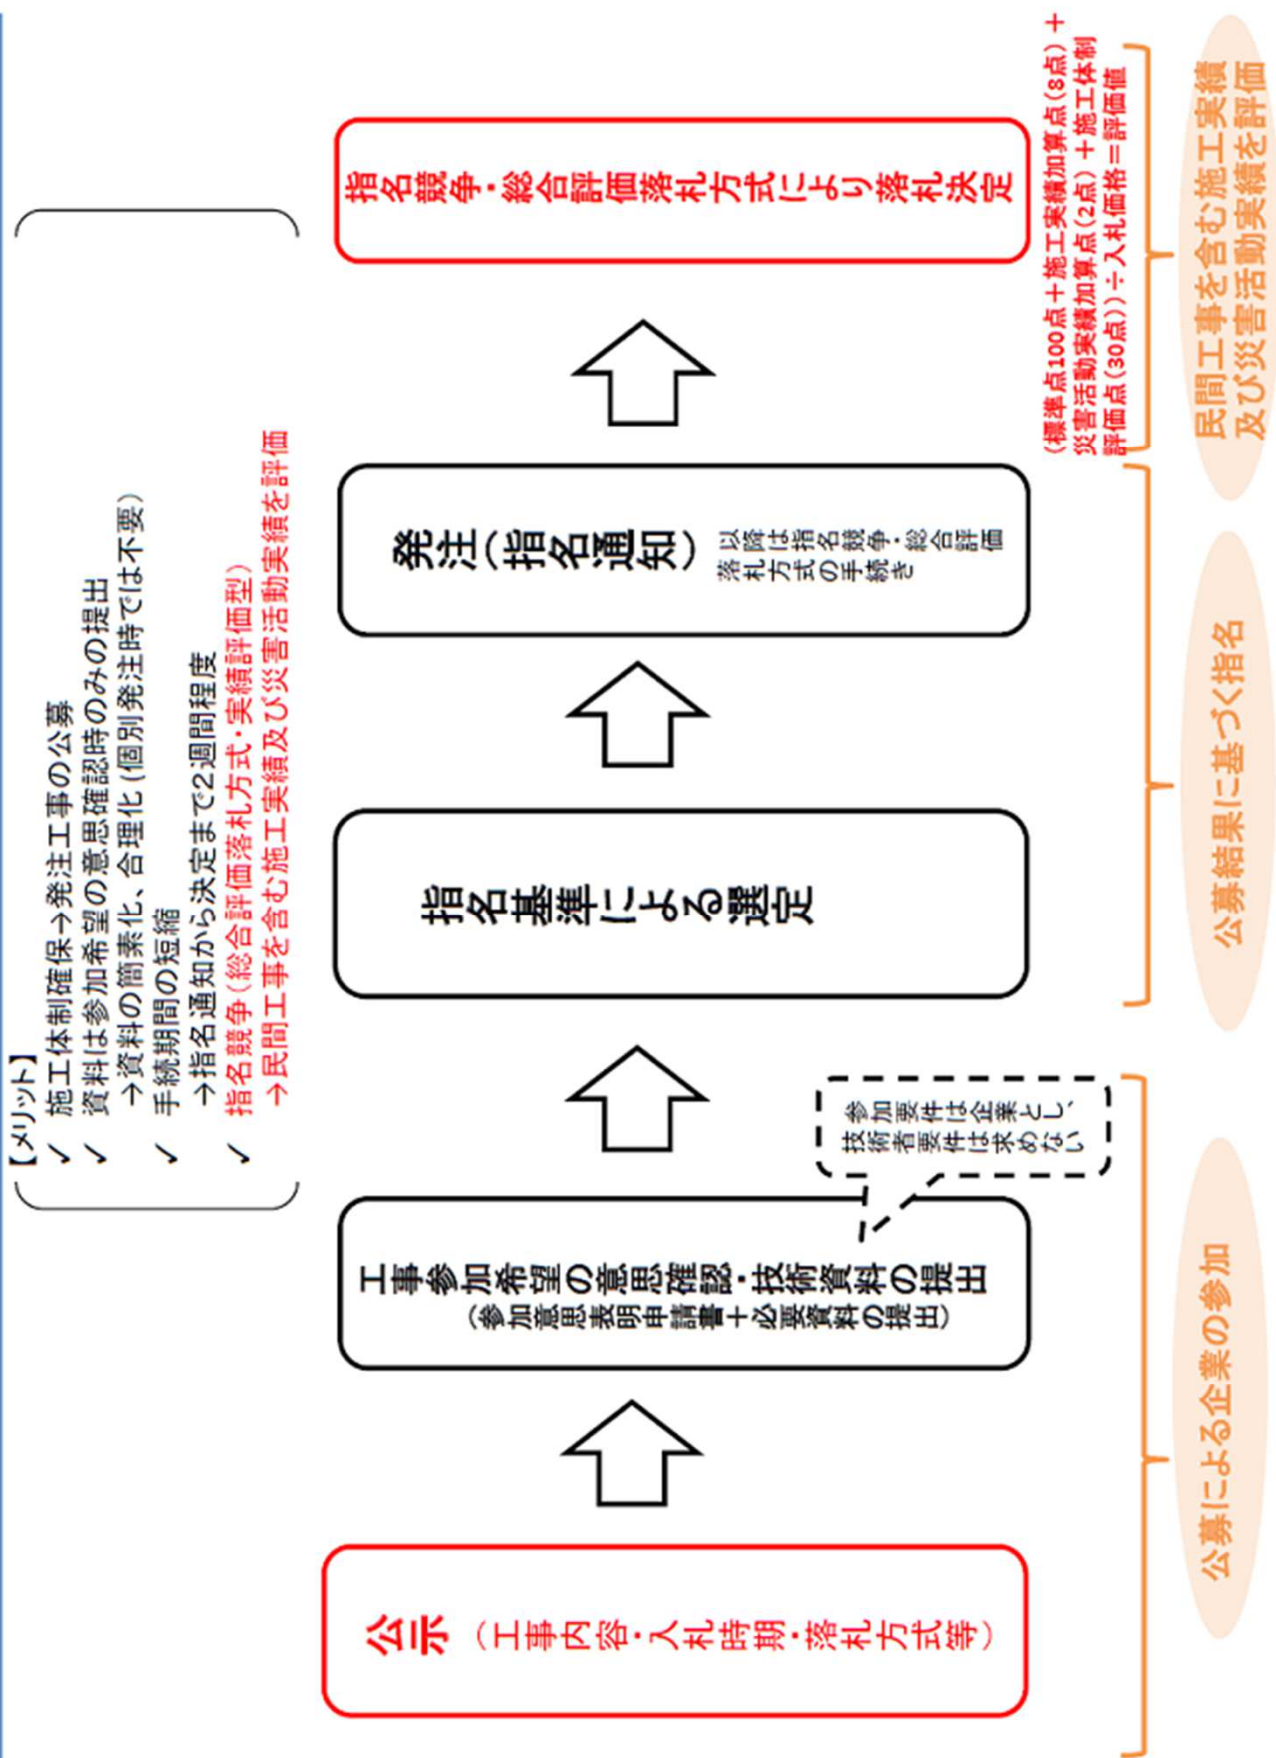 【メリット】
✓ 施工体制確保→発注工事の公募
✓ 資料は参加希望の意思確認時のみの提出
→資料の簡素化、合理化（個別発注時では不要）
✓ 手続期間の短縮
→指名通知から決定まで2週間程度
✓ 指名競争（総合評価落札方式・実績評価型）
→民間工事を含む施工実績及び災害活動実績を評価
公示
（工事内容・入札時期・落札方式等）
工事参加希望の意思確認・技術資料の提出
（参加意思表明申請書＋必要資料の提出）
参加要件は企業とし、
技術者要件は求めない
指名基準による選定
発注（指名通知）
以降は指名競争・総合評価
落札方式の手続き
指名競争・総合評価落札方式により落札決定
（標準点100点＋施工実績加算点（8点）＋
災害活動実績加算点（2点）＋施工体制
評価点（30点））÷入札価格＝評価値
公募による企業の参加
公募結果に基づく指名
民間工事を含む施工実績
及び災害活動実績を評価